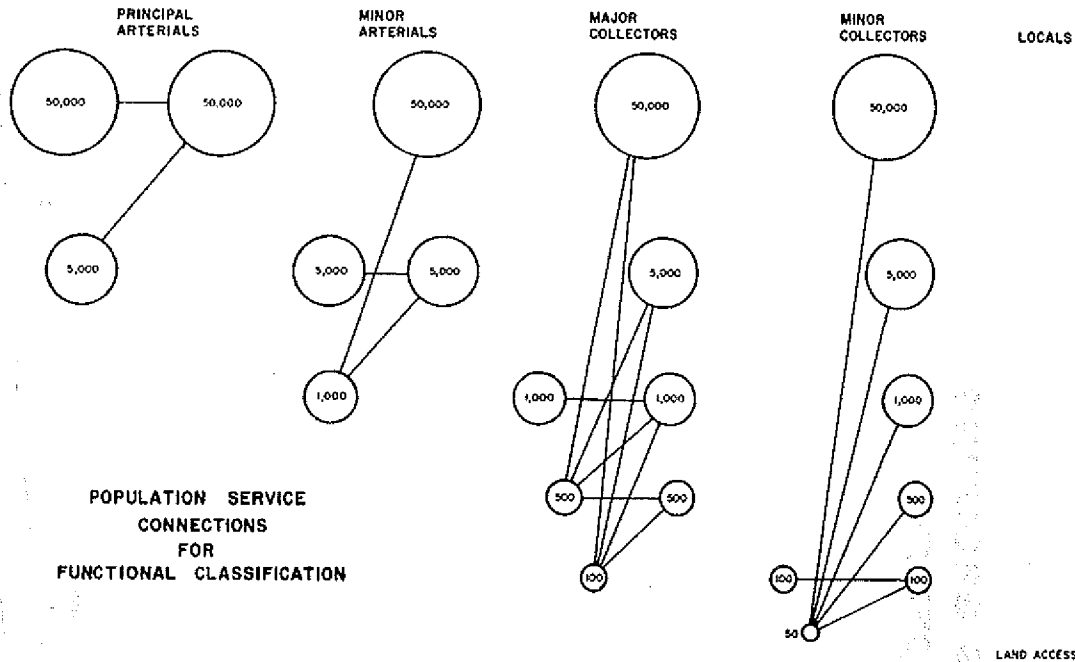 PRINCIPAL
ARTERIALS
MINOR
ARTERIALS
MAJOR
COLLECTORS
MINOR
COLLECTORS
LOCALS
50,000
50,000
50,000
50,000
50,000
5,000
5,000
5,000
5,000
5,000
1,000
1,000
1,000
1,000
500
500
500
100
100
100
50
POPULATION SERVICE
CONNECTIONS
FOR
FUNCTIONAL CLASSIFICATION
LAND ACCESS